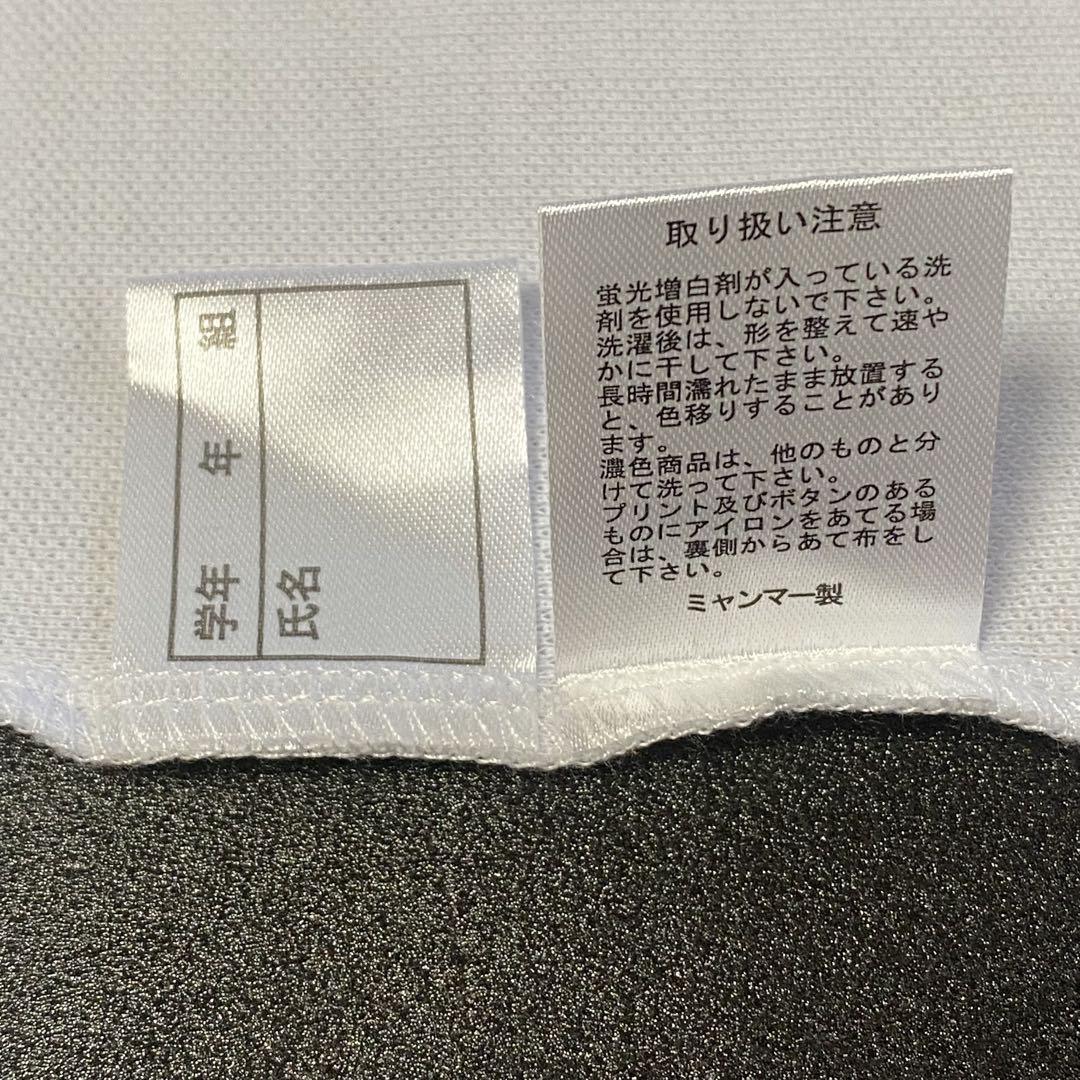 学年 年 組
氏名
取り扱い注意
蛍光増白剤が入っている洗
剤を使用しないで下さい。
洗濯後は、形を整えて速や
かに干して下さい。
長時間濡れたまま放置する
と、色移りすることがあり
ます。
濃色商品は、他のものと分
けて洗って下さい。
プリント及びボタンのある
ものにアイロンをあてる場
合は、裏側からあて布をし
て下さい。
ミャンマー製